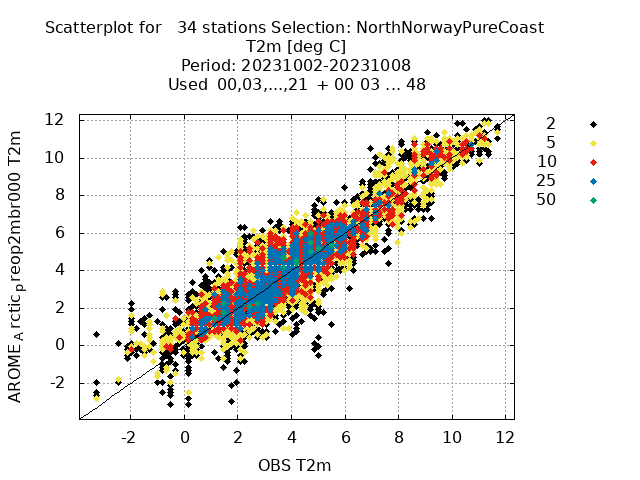 Scatterplot for 34 stations Selection: NorthNorwayPureCoast
T2m [deg C]
Period: 20231002-20231008
Used 00,03,...,21 + 00 03 ... 48
AROME_Arctic_preop2mbr000 T2m
12
10
8
6
4
2
0
-2
-2 0 2 4 6 8 10 12
OBS T2m
2
5
10
25
50